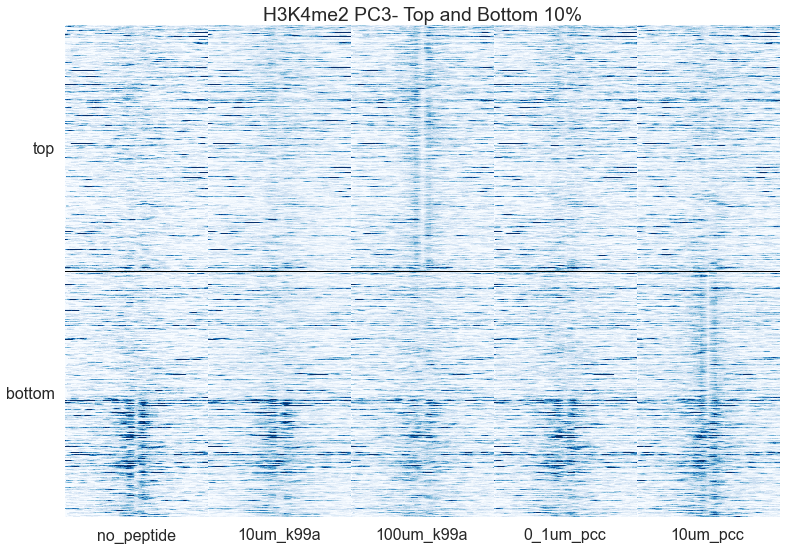 H3K4me2 PC3- Top and Bottom 10%
top
bottom
no_peptide 10um_k99a 100um_k99a 0_1um_pcc 10um_pcc